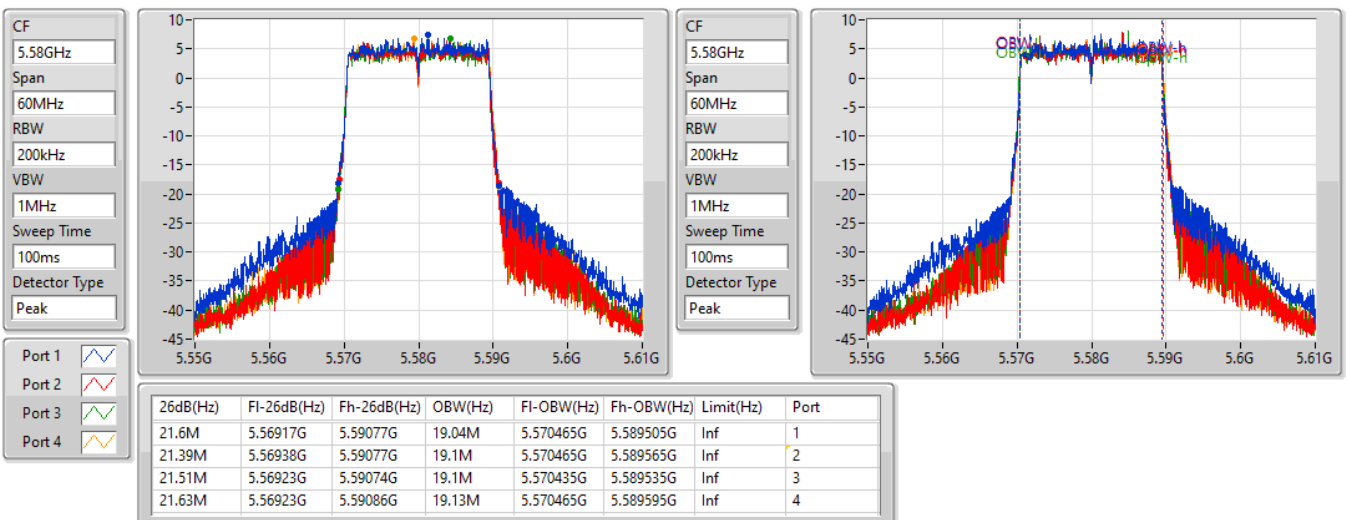 CF
5.58GHz
Span
60MHz
RBW
200kHz
VBW
1MHz
Sweep Time
100ms
Detector Type
Peak
10
5
0
-5
-10
-15
-20
-25
-30
-35
-40
-45
5.55G 5.56G 5.57G 5.58G 5.59G 5.6G 5.61G
CF
5.58GHz
Span
60MHz
RBW
200kHz
VBW
1MHz
Sweep Time
100ms
Detector Type
Peak
10
5
0
-5
-10
-15
-20
-25
-30
-35
-40
-45
5.55G 5.56G 5.57G 5.58G 5.59G 5.6G 5.61G
Port 1
Port 2
Port 3
Port 4
26dB(Hz) Fl-26dB(Hz) Fh-26dB(Hz) OBW(Hz) Fl-OBW(Hz) Fh-OBW(Hz) Limit(Hz) Port
21.6M 5.56917G 5.59077G 19.04M 5.570465G 5.589505G Inf 1
21.39M 5.56938G 5.59077G 19.1M 5.570465G 5.589565G Inf 2
21.51M 5.56923G 5.59074G 19.1M 5.570435G 5.589535G Inf 3
21.63M 5.56923G 5.59086G 19.13M 5.570465G 5.589595G Inf 4